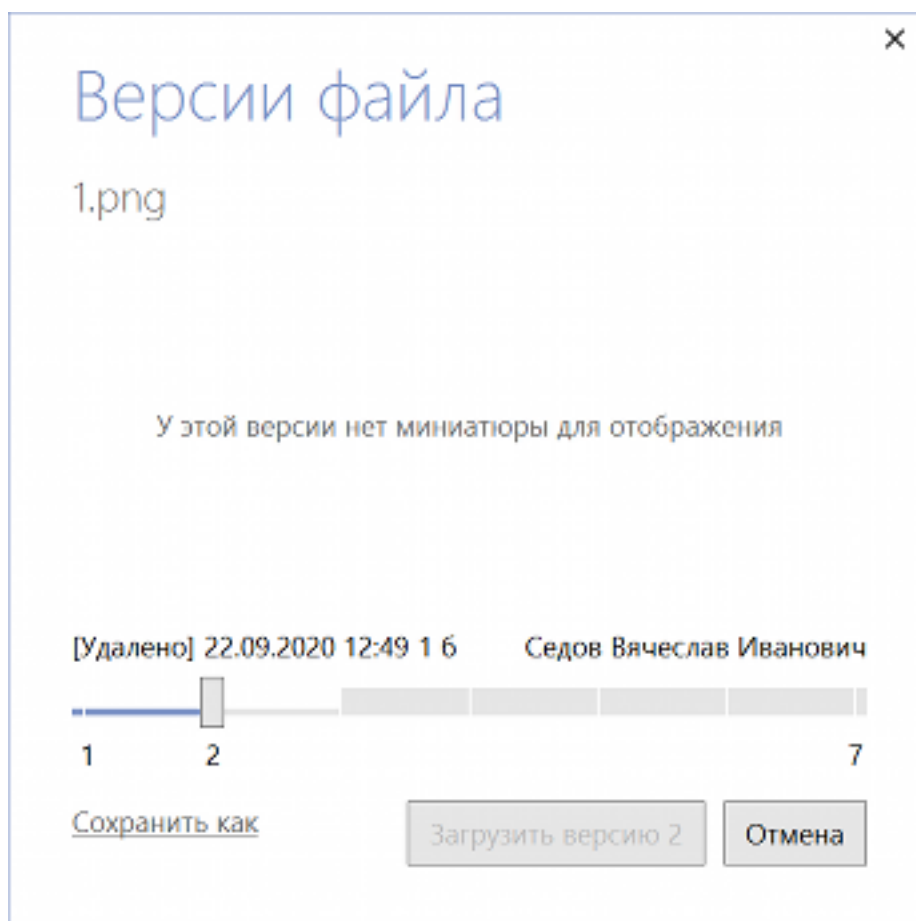 Версии файла
1.png
У этой версии нет миниатюры для отображения
[Удалено] 22.09.2020 12:49 1 б Седов Вячеслав Иванович
1 2 7
Сохранить как Загрузить версию 2 Отмена